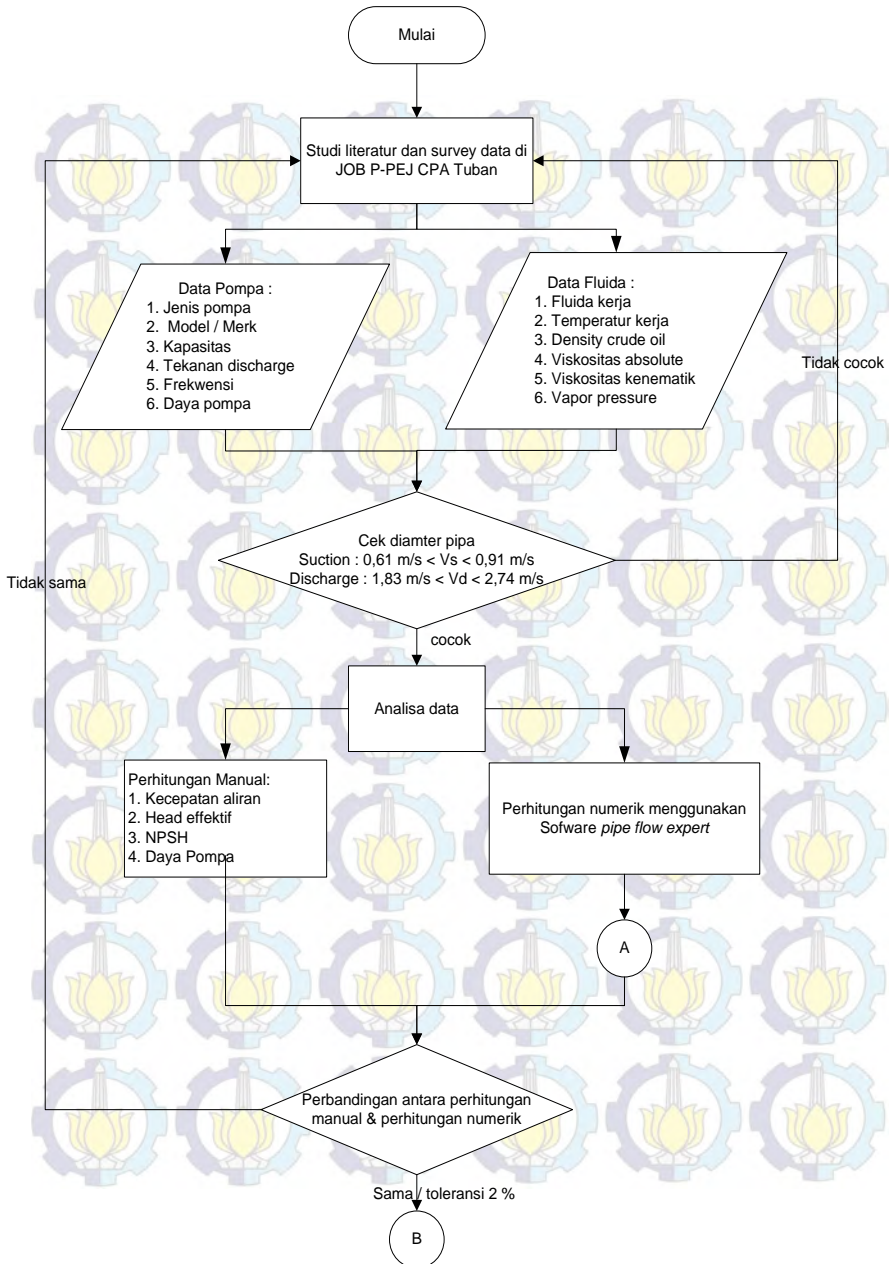 Mulai
Studi literatur dan survey data di
JOB P-PEJ CPA Tuban
Data Pompa :
1. Jenis pompa
2. Model / Merk
3. Kapasitas
4. Tekanan discharge
5. Frekwensi
6. Daya pompa
Data Fluida :
1. Fluida kerja
2. Temperatur kerja
3. Density crude oil
4. Viskositas absolute
5. Viskositas kenematik
6. Vapor pressure
Tidak cocok
Cek diamter pipa
Suction : 0,61 m/s < Vs < 0,91 m/s
Discharge : 1,83 m/s < Vd < 2,74 m/s
Tidak sama
cocok
Analisa data
Perhitungan Manual:
1. Kecepatan aliran
2. Head effektif
3. NPSH
4. Daya Pompa
Perhitungan numerik menggunakan
Sofware pipe flow expert
A
Perbandingan antara perhitungan
manual & perhitungan numerik
Sama / toleransi 2 %
B